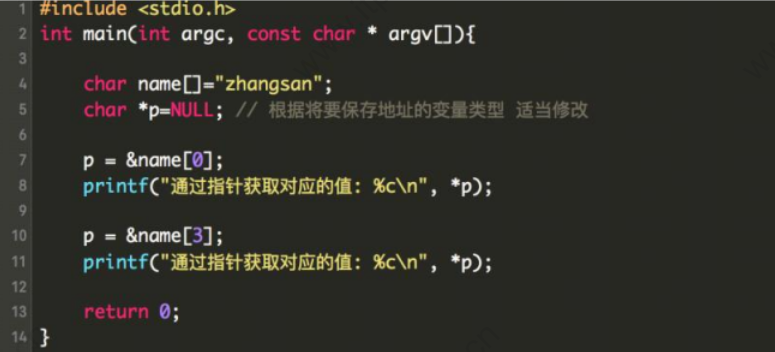 1 #include <stdio.h>
2 int main(int argc, const char * argv[]){
3
4 char name[]="zhangsan";
5 char *p=NULL; // 根据将要保存地址的变量类型 适当修改
6
7 p = &name[0];
8 printf("通过指针获取对应的值: %c\n", *p);
9
10 p = &name[3];
11 printf("通过指针获取对应的值: %c\n", *p);
12
13 return 0;
14 }